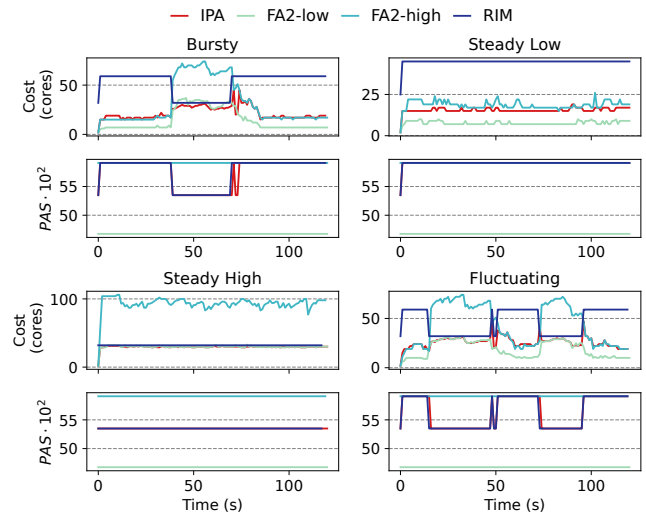 IPA FA2-low FA2-high RIM
Bursty Steady Low
Cost
(cores)
50
0
25
0
PAS · 10²
55
50
0 50 100
0 50 100
Steady High Fluctuating
Cost
(cores)
100
0
50
0
PAS · 10²
55
50
55
50
0 50 100
0 50 100
Time (s) Time (s)